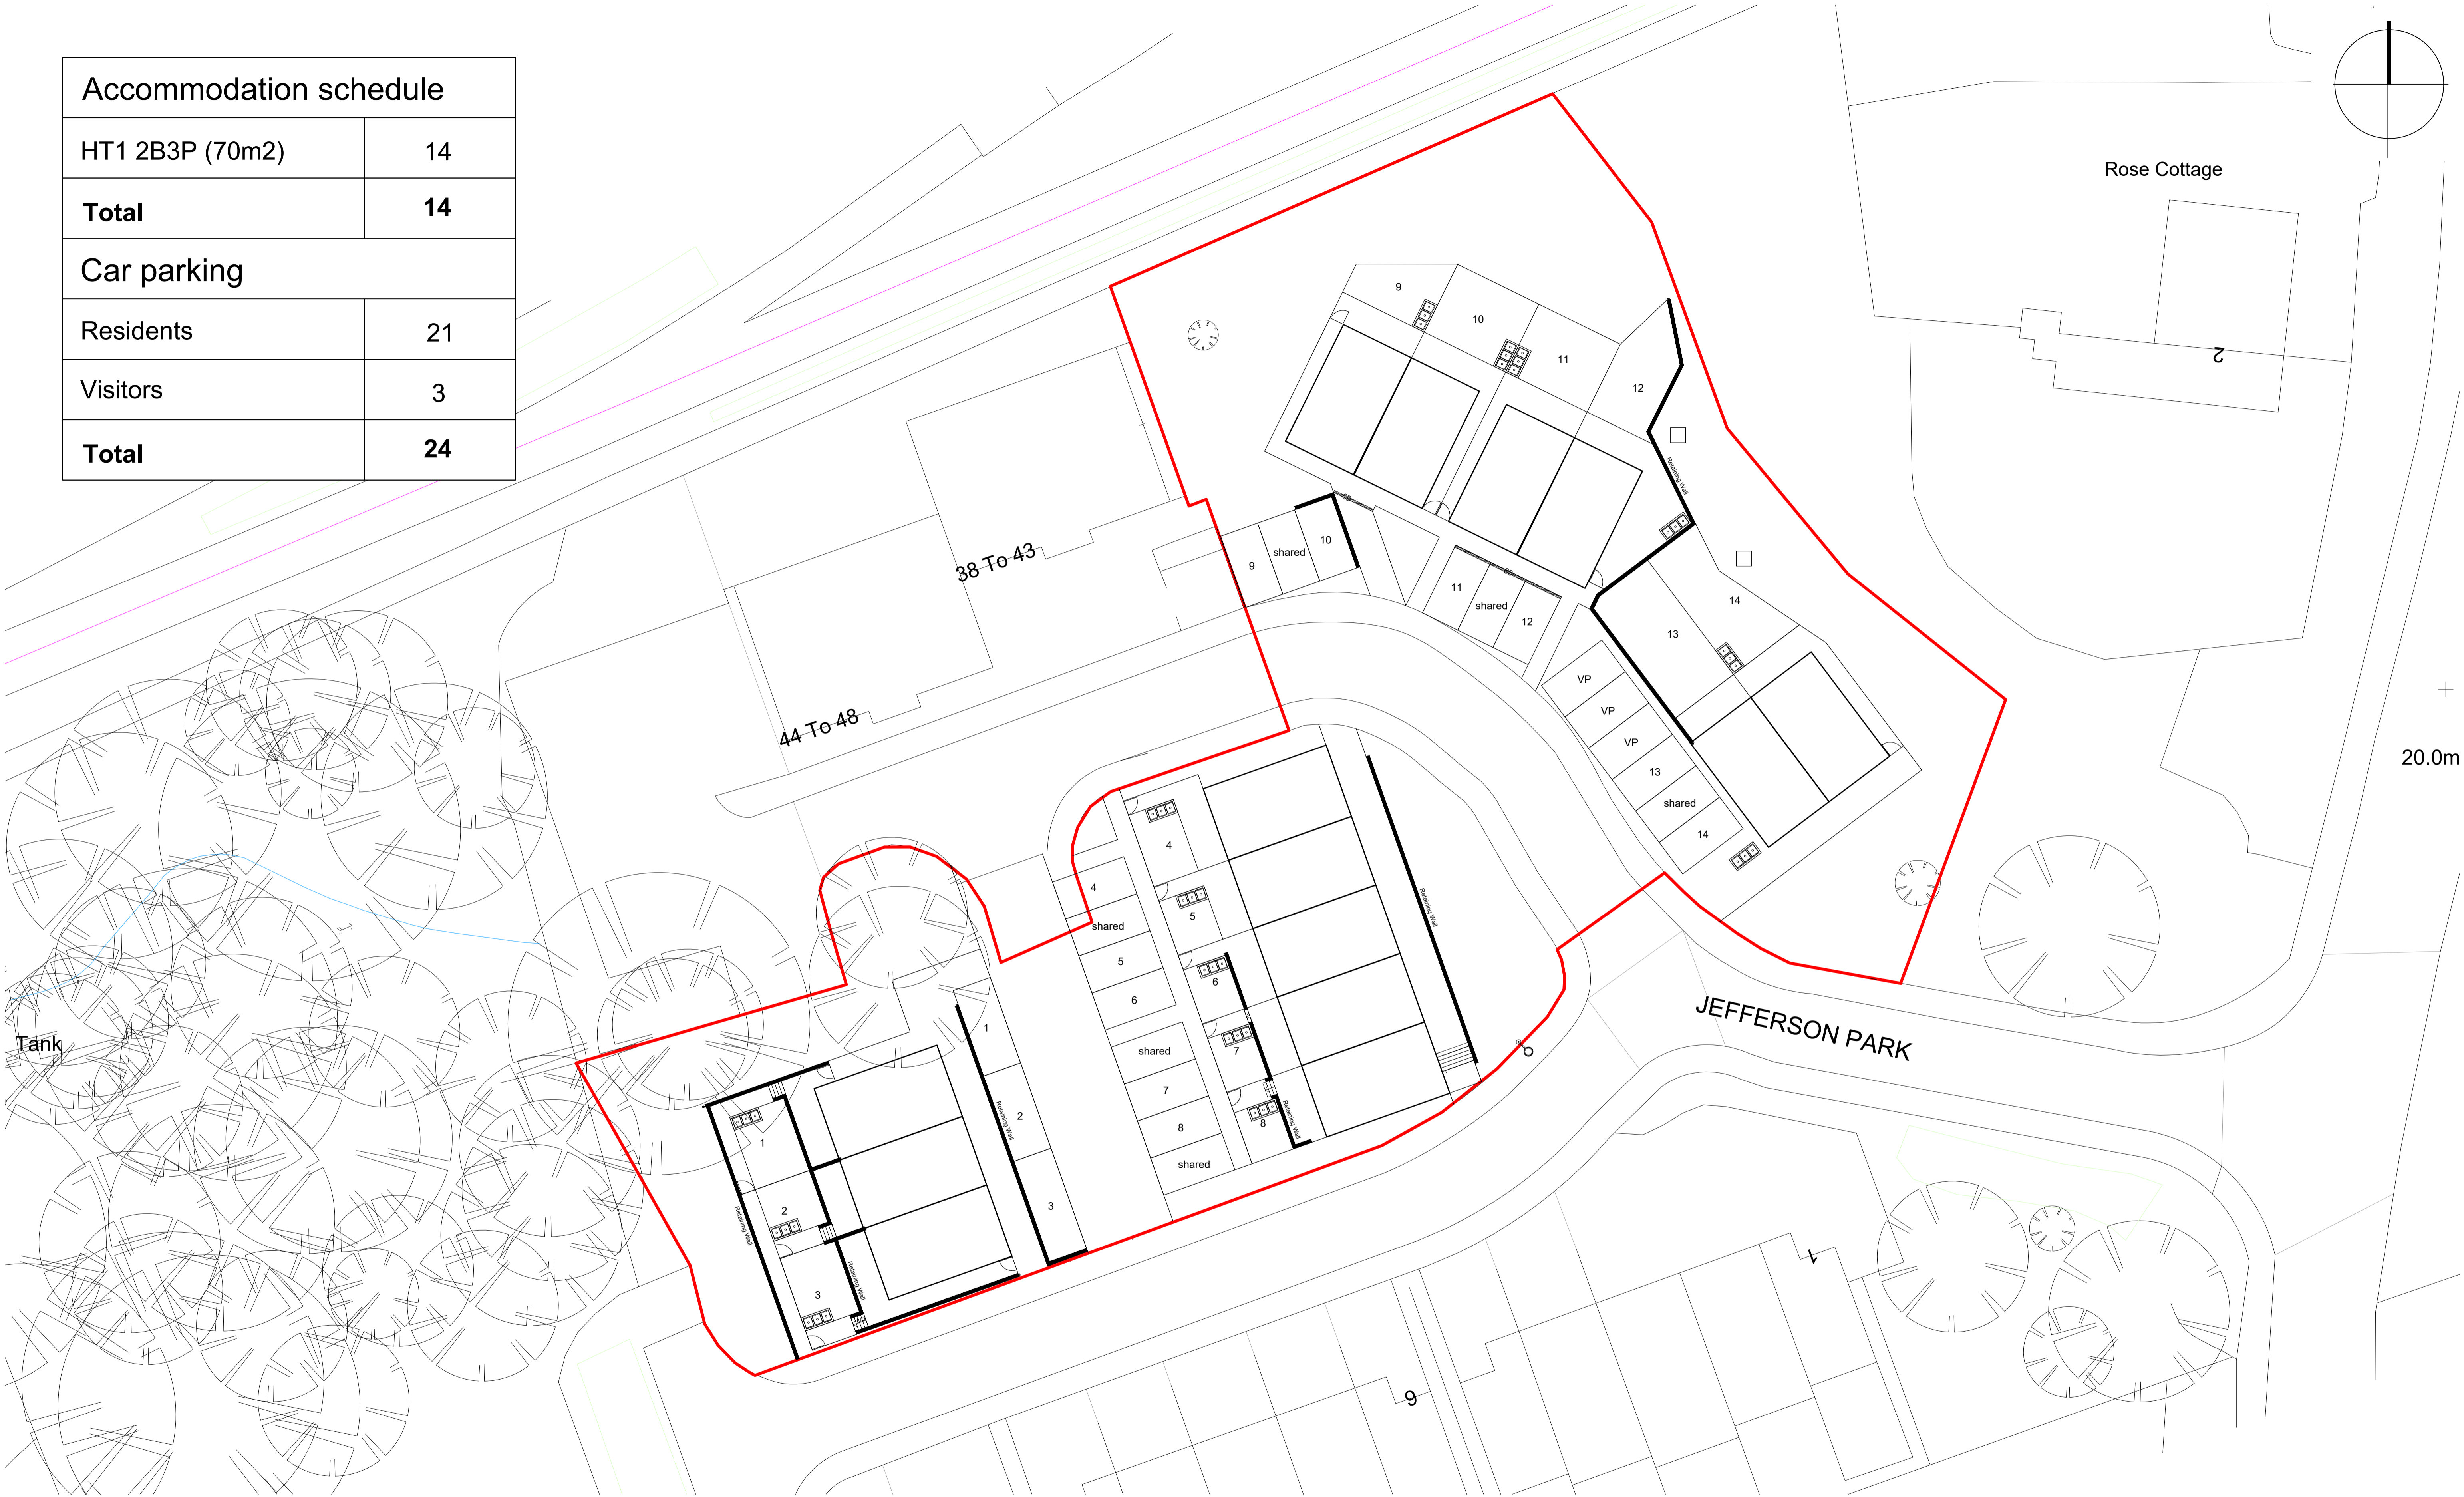 Accommodation schedule
HT1 2B3P (70m2) 14
Total 14
Car parking
Residents 21
Visitors 3
Total 24
Rose Cottage
2
20.0m
9
10
11
12
Retaining Wall
CD
9
shared
10
CD
11
shared
12
14
13
VP
VP
VP
13
shared
14
38 To 43
44 To 48
4
5
6
7
8
Retaining Wall
Retaining Wall
4
shared
5
6
shared
7
8
shared
1
2
3
Retaining Wall
1
2
3
Retaining Wall
Retaining Wall
Tank
JEFFERSON PARK
1
6